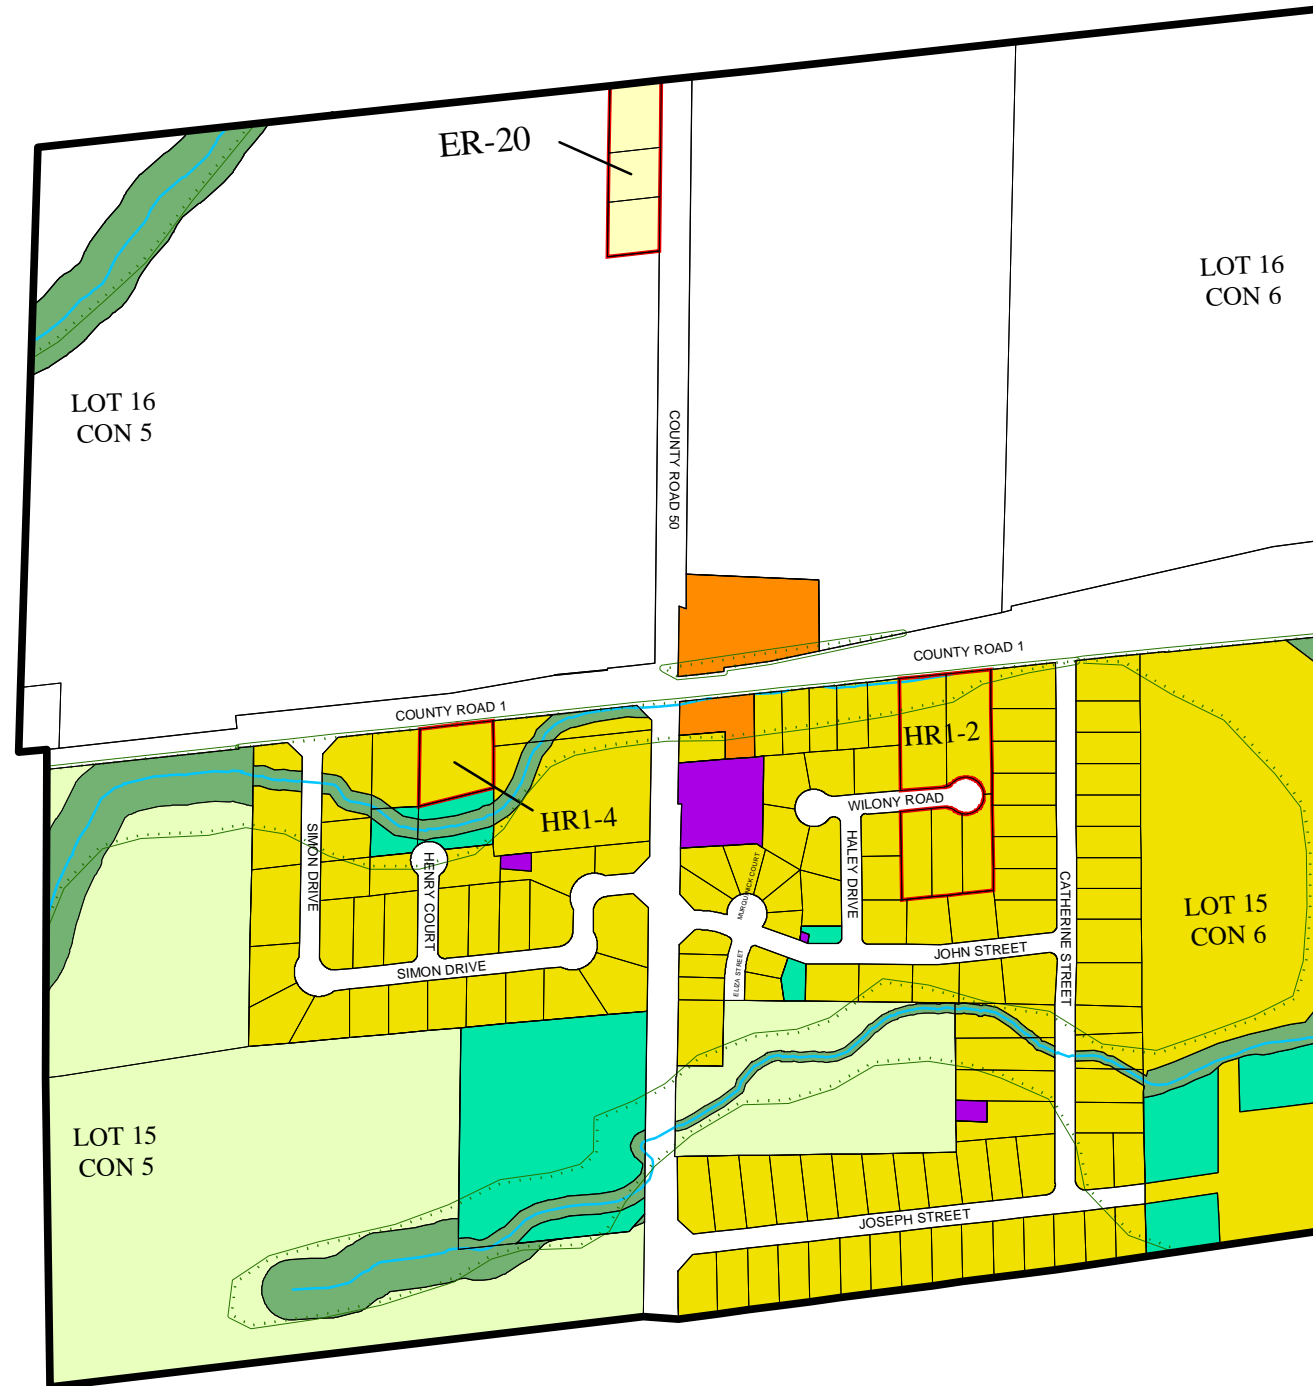 ER-20
LOT 16
CON 6
LOT 16
CON 5
COUNTY ROAD 50
COUNTY ROAD 1
COUNTY ROAD 1
HR1-2
WILONY ROAD
HR1-4
SIMON DRIVE
HENRY COURT
HALEY DRIVE
CATHERINE STREET
LOT 15
CON 6
JOHN STREET
SIMON DRIVE
ELIZA STREET
LOT 15
CON 5
JOSEPH STREET